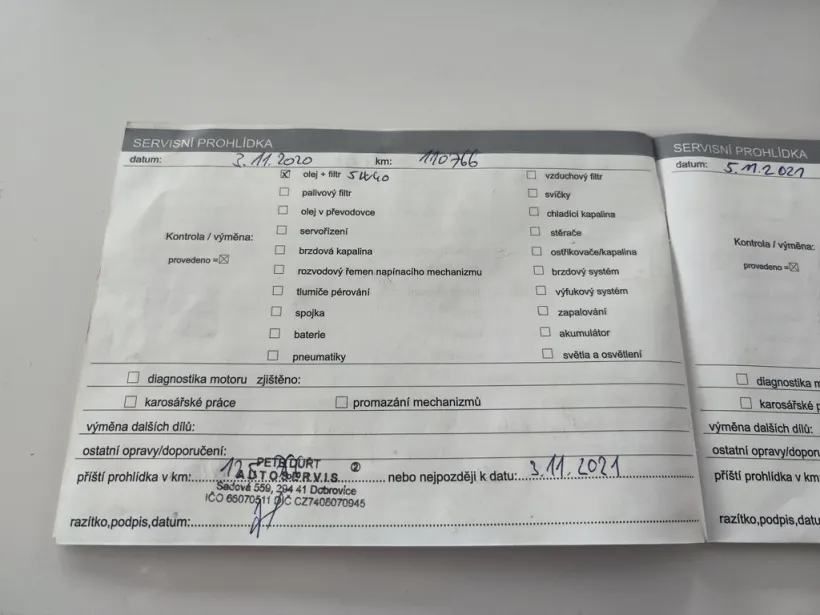 SERVISNÍ PROHLÍDKA
datum: 3.11.2020 km: 110766
olej + filtr 5W40
palivový filtr
olej v převodovce
servořízení
brzdová kapalina
rozvodový řemen napínacího mechanizmu
tlumiče pérování
spojka
baterie
pneumatiky
Kontrola / výměna:
provedeno =☒
vzduchový filtr
svíčky
chladící kapalina
stěrače
ostřikovače/kapalina
brzdový systém
výfukový systém
zapalování
akumulátor
světla a osvětlení
diagnostika motoru zjištěno:
karosářské práce promazání mechanizmů
výměna dalších dílů:
ostatní opravy/doporučení:
příští prohlídka v km: nebo nejpozději k datu: 3.11.2021
PETR DURT
AUTOSERVIS
Sadová 559, 294 41 Dobrovice
IČO 66070511 DIČ CZ7406070945
razítko,podpis,datum:
SERVISNÍ PROHLÍDKA
datum: 5.11.2021
Kontrola / výměna:
provedeno =☒
diagnostika m
karosářské p
výměna dalších dílů:
ostatní opravy/dopor
příští prohlídka v km
razítko,podpis,datu